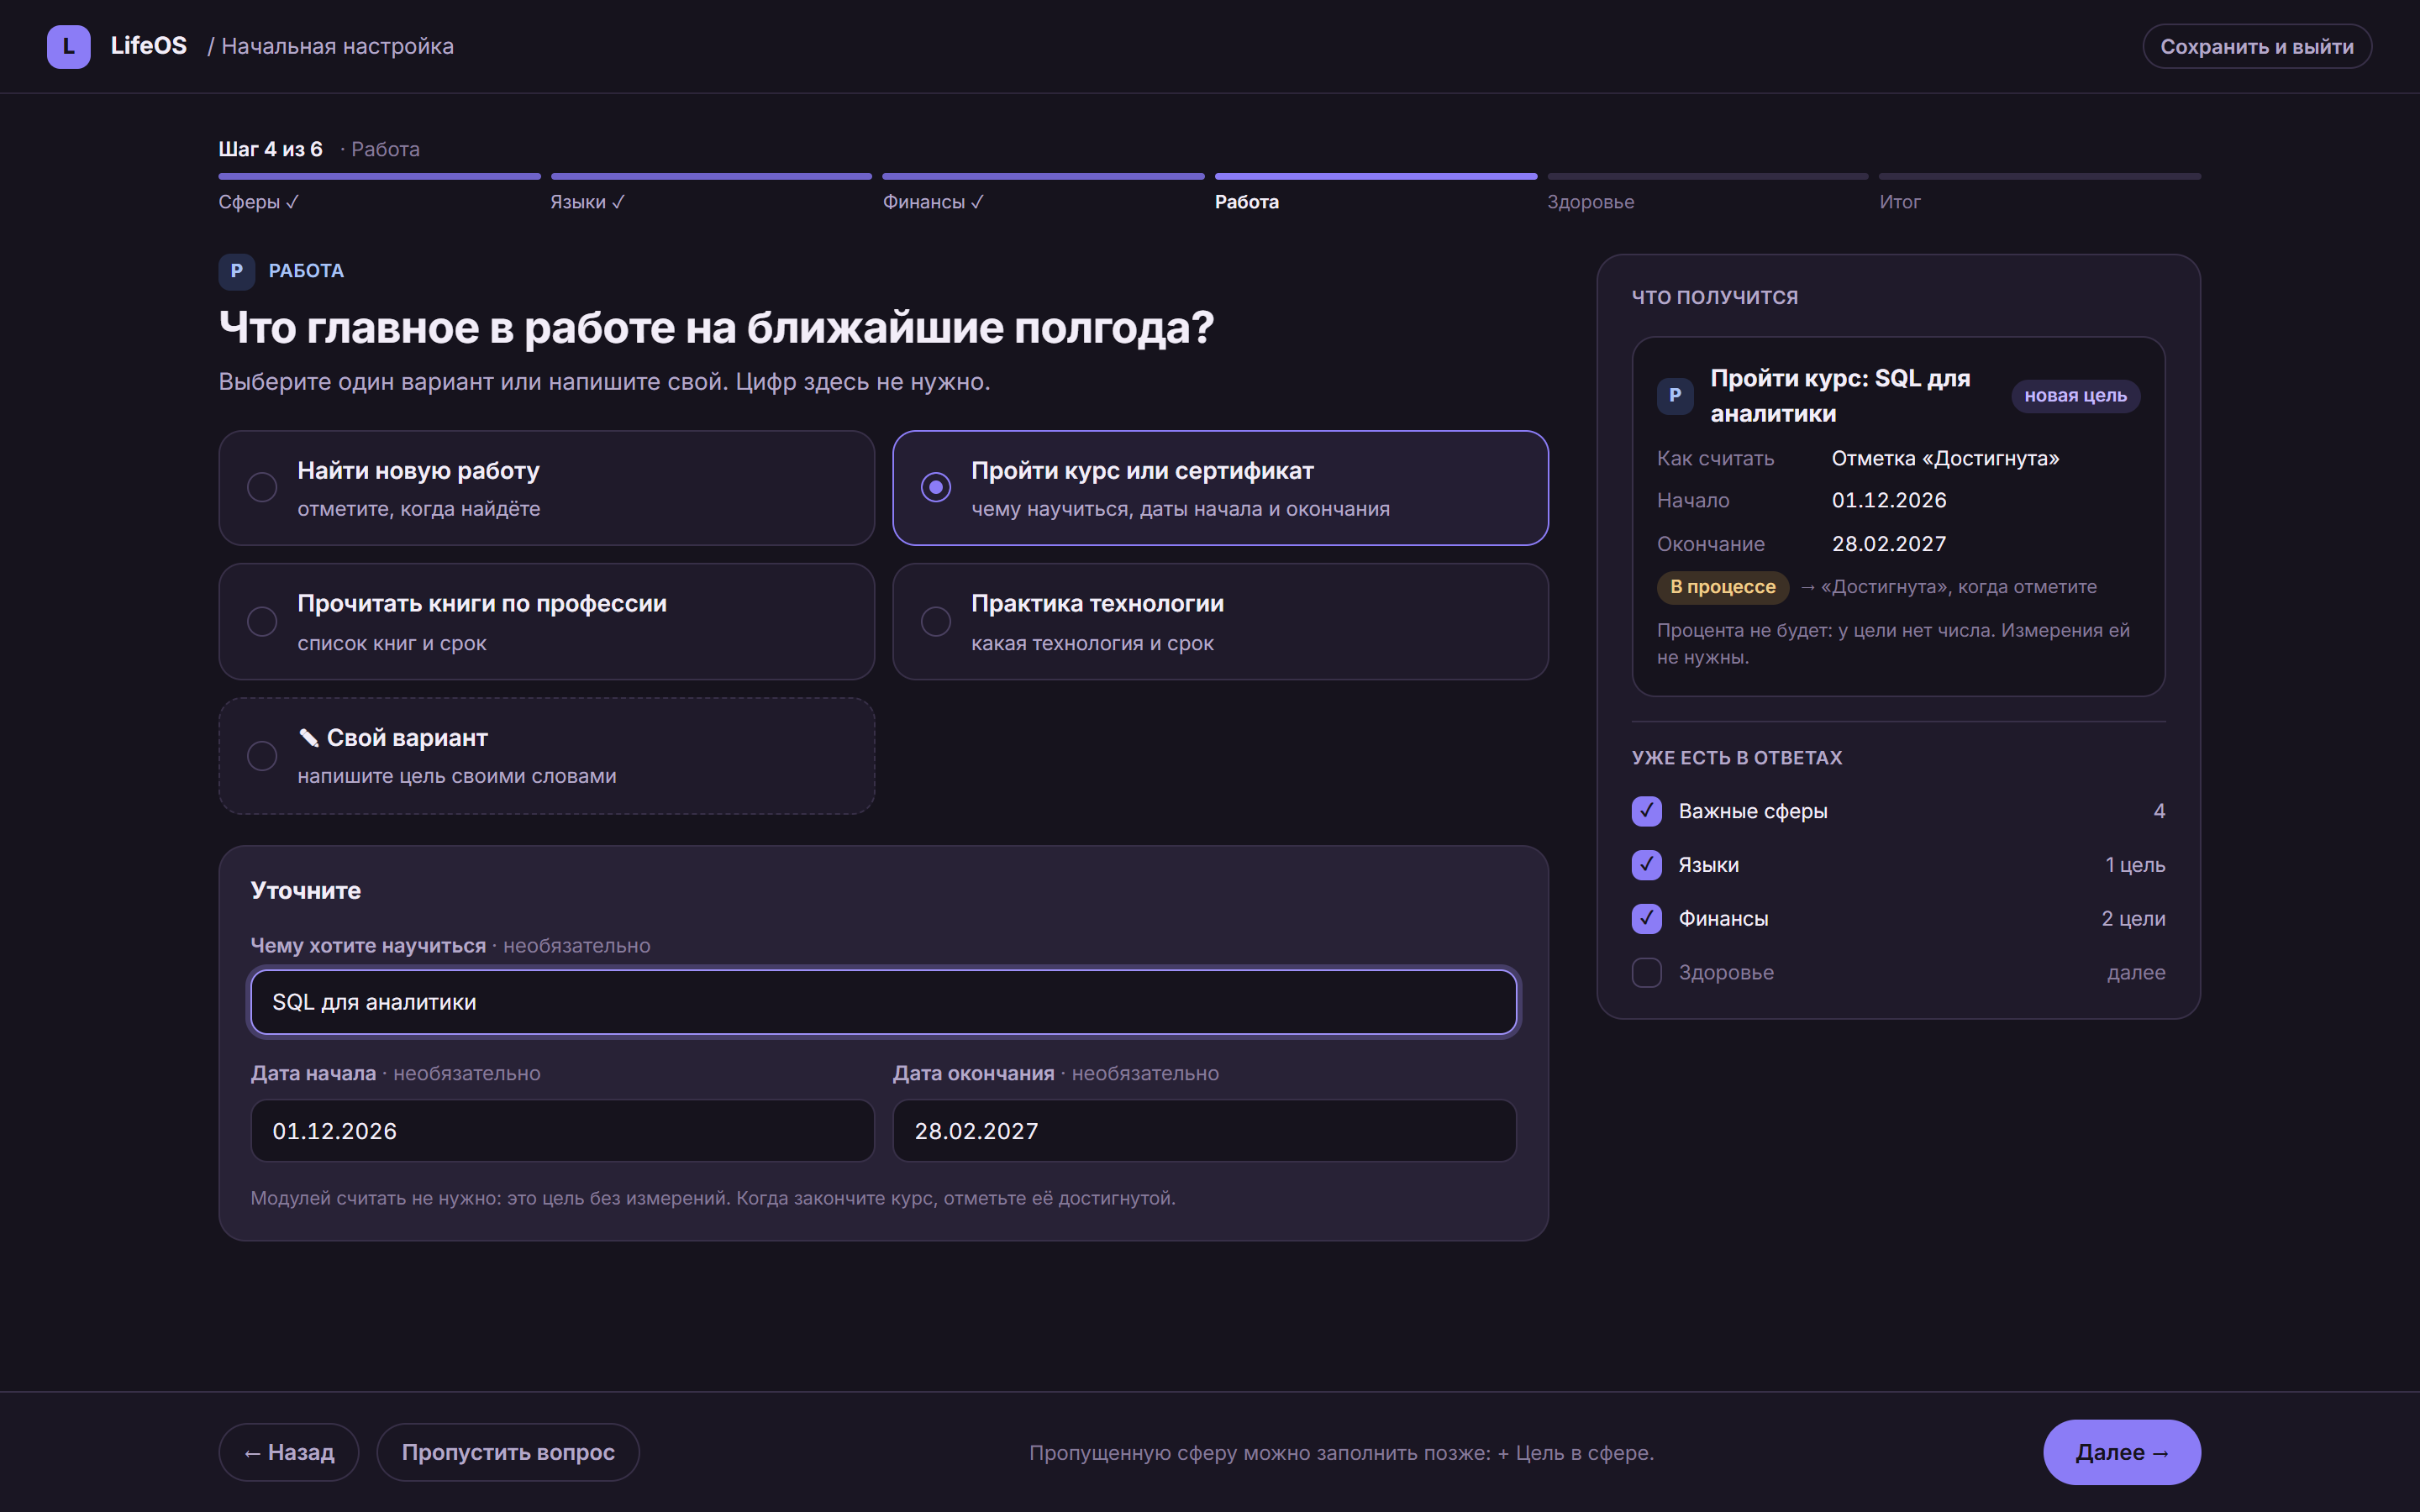 L LifeOS / Начальная настройка
Сохранить и выйти
Шаг 4 из 6 · Работа
Сферы ✓
Языки ✓
Финансы ✓
Работа
Здоровье
Итог
Р РАБОТА
Что главное в работе на ближайшие полгода?
Выберите один вариант или напишите свой. Цифр здесь не нужно.
Найти новую работу
отметите, когда найдёте
Пройти курс или сертификат
чему научиться, даты начала и окончания
Прочитать книги по профессии
список книг и срок
Практика технологии
какая технология и срок
✎ Свой вариант
напишите цель своими словами
Уточните
Чему хотите научиться · необязательно
SQL для аналитики
Дата начала · необязательно
01.12.2026
Дата окончания · необязательно
28.02.2027
Модулей считать не нужно: это цель без измерений. Когда закончите курс, отметьте её достигнутой.
ЧТО ПОЛУЧИТСЯ
Р
Пройти курс: SQL для
аналитики
новая цель
Как считать Отметка «Достигнута»
Начало 01.12.2026
Окончание 28.02.2027
В процессе → «Достигнута», когда отметите
Процента не будет: у цели нет числа. Измерения ей
не нужны.
УЖЕ ЕСТЬ В ОТВЕТАХ
✓ Важные сферы 4
✓ Языки 1 цель
✓ Финансы 2 цели
Здоровье далее
← Назад
Пропустить вопрос
Пропущенную сферу можно заполнить позже: + Цель в сфере.
Далее →